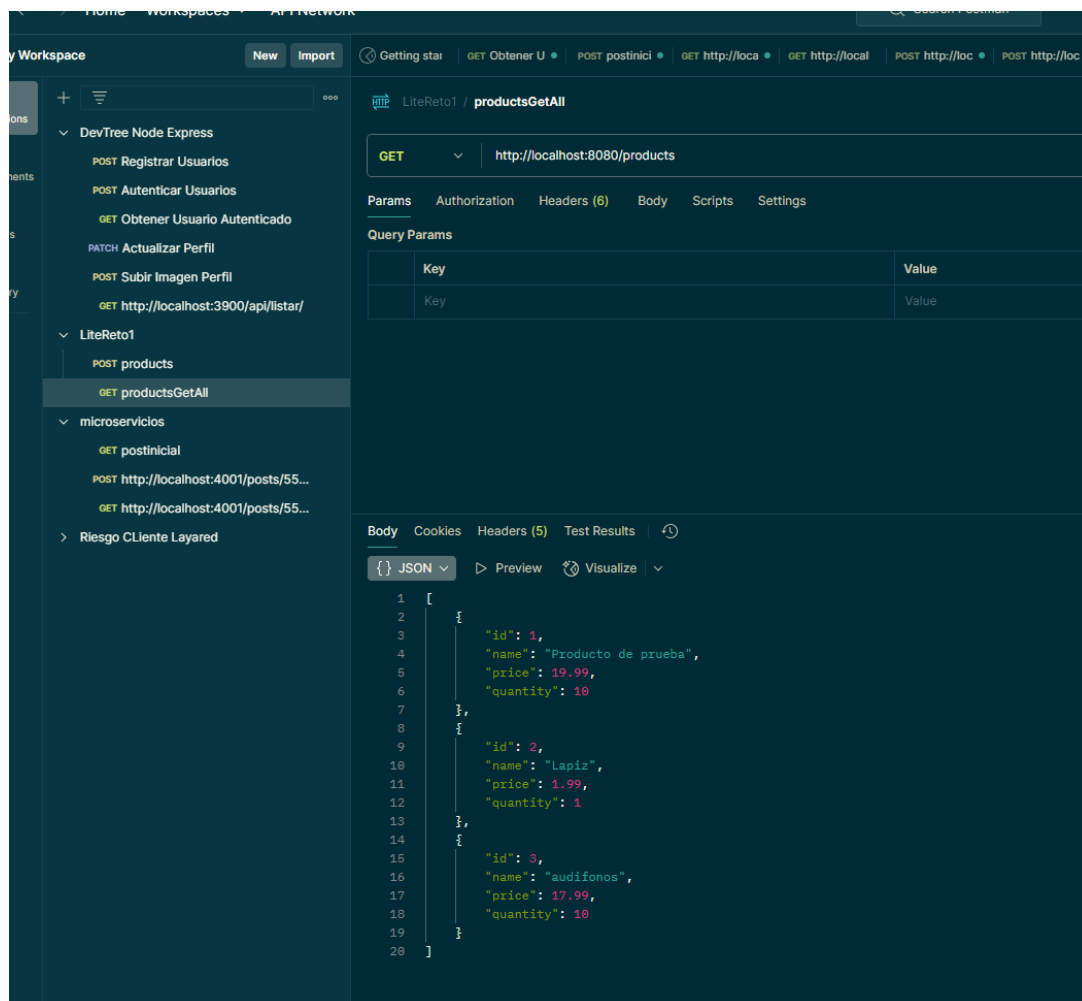 Home Workspaces API Network Search Postman
y Workspace New Import
Getting star GET Obtener U POST postinici GET http://loca GET http://local POST http://loc POST http://loc
ions
nents
s
ry
DevTree Node Express
POST Registrar Usuarios
POST Autenticar Usuarios
GET Obtener Usuario Autenticado
PATCH Actualizar Perfil
POST Subir Imagen Perfil
GET http://localhost:3900/api/listar/
LiteReto1
POST products
GET productsGetAll
microservicios
GET postinicial
POST http://localhost:4001/posts/55...
GET http://localhost:4001/posts/55...
Riesgo CLiente Layared
HTTP LiteReto1 / productsGetAll
GET http://localhost:8080/products
Params Authorization Headers (6) Body Scripts Settings
Query Params
Key Value
Key Value
Body Cookies Headers (5) Test Results
{} JSON Preview Visualize
1 [
2 {
3 "id": 1,
4 "name": "Producto de prueba",
5 "price": 19.99,
6 "quantity": 10
7 },
8 {
9 "id": 2,
10 "name": "Lapiz",
11 "price": 1.99,
12 "quantity": 1
13 },
14 {
15 "id": 3,
16 "name": "audifonos",
17 "price": 17.99,
18 "quantity": 10
19 }
20 ]